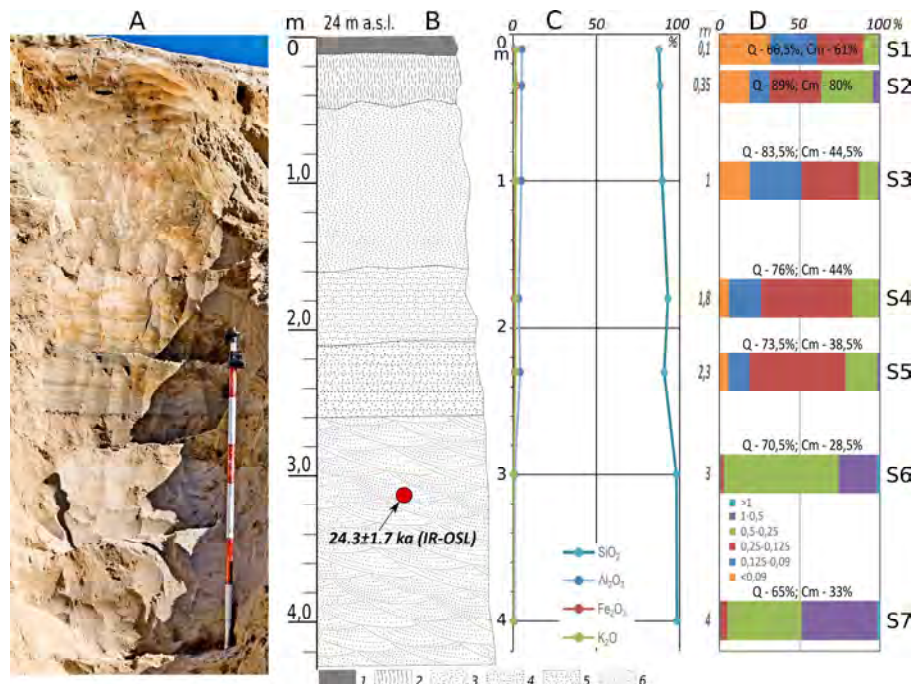 A
B
C
D
m
24 m a.s.l.
0
1,0
2,0
3,0
4,0
24.3±1.7 ka (IR-OSL)
1 2 3 4 5 6
0 50 100
%
0
m
1
2
3
4
SiO2
Al2O3
K2O
0 50 100 %
0,1
Q - 66,5%; Cm - 61%
S1
0,35
Q - 89%; Cm - 80%
S2
Q - 83,5%; Cm - 44,5%
1
S3
Q - 76%; Cm - 44%
1,8
S4
Q - 73,5%; Cm - 38,5%
2,3
S5
Q - 70,5%; Cm - 28,5%
3
S6
>1
1-0,5
0,5-0,25
0,25-0,125
0,125-0,09
<0,09
Q - 65%; Cm - 33%
4
S7